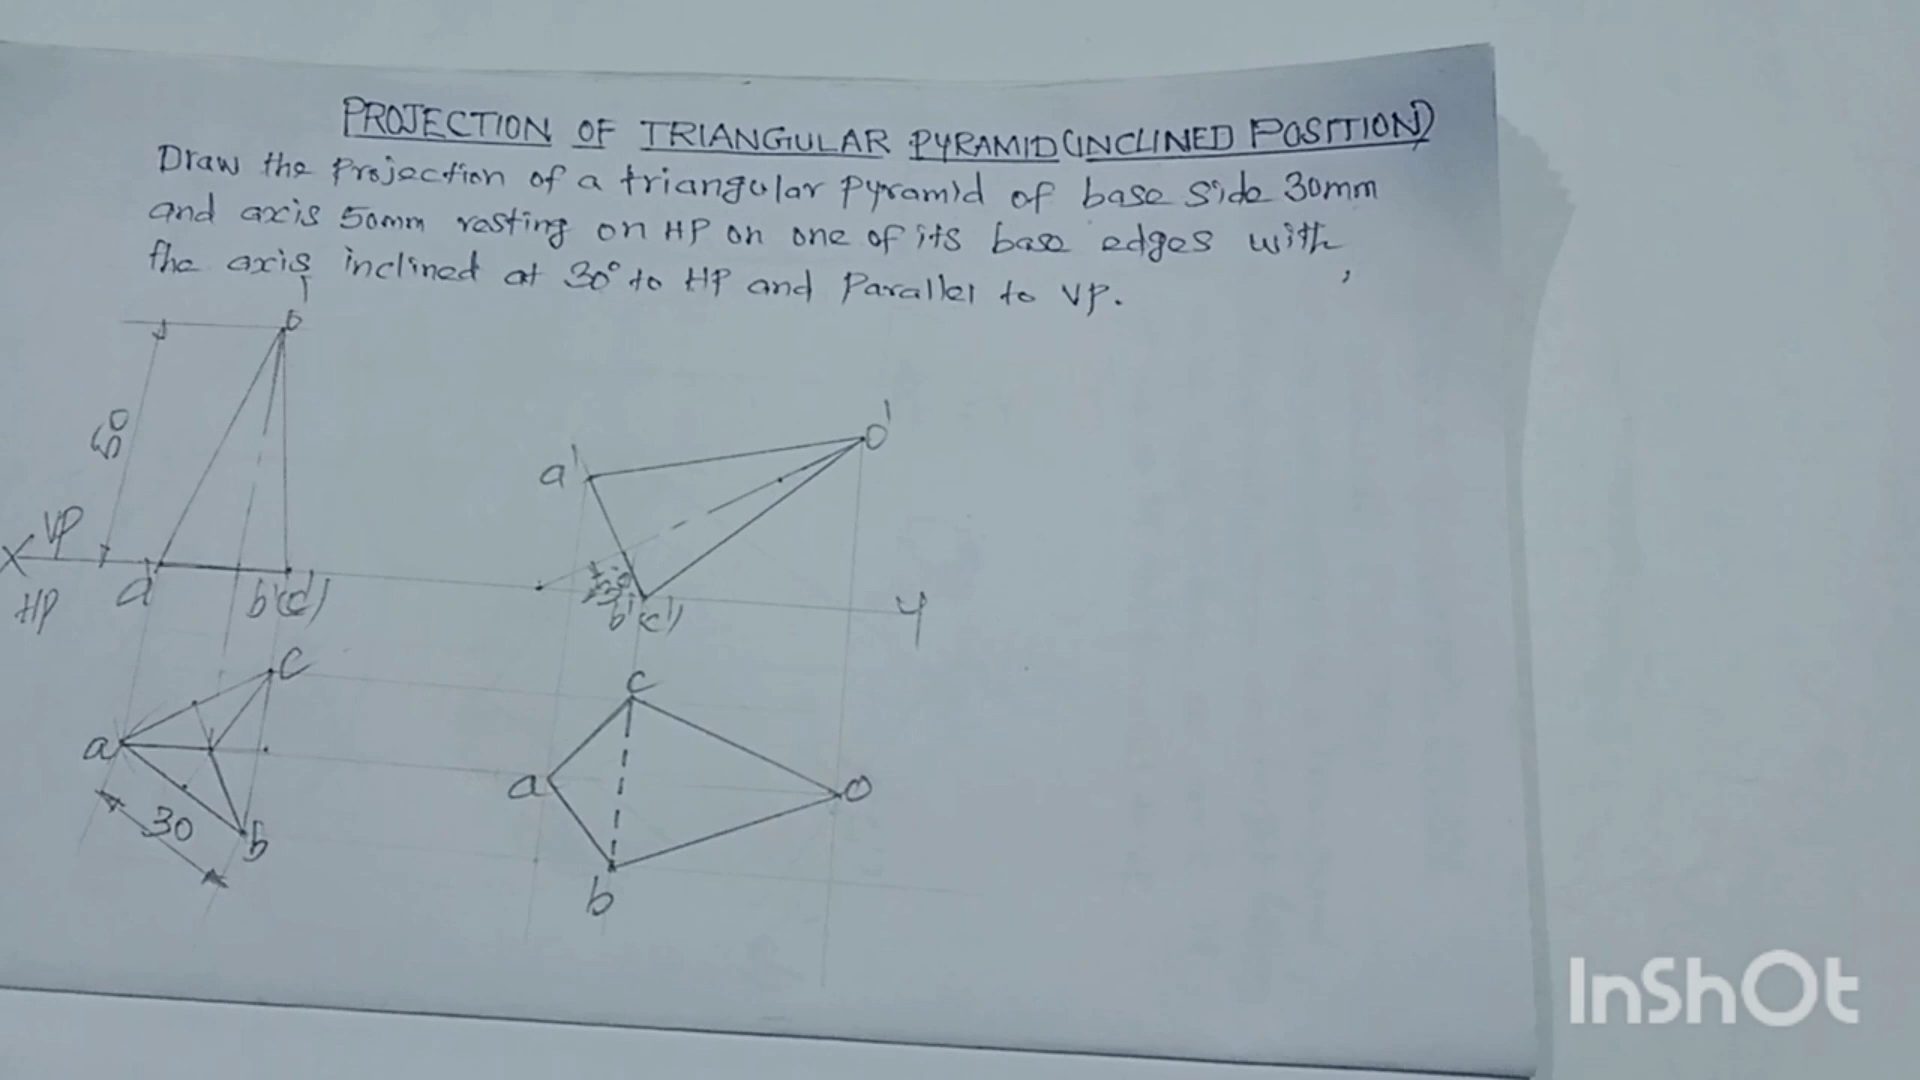 PROJECTION OF TRIANGULAR PYRAMID (INCLINED POSITION)
Draw the Projection of a triangular pyramid of base side 30mm
and axis 50mm resting on HP on one of its base edges with
the axis inclined at 30° to HP and Parallel to VP.
o'
50
a' o'
X VP
HP a' b'(c')
30°
b'(c') Y
c c
a a o
30 b
b
InShOt